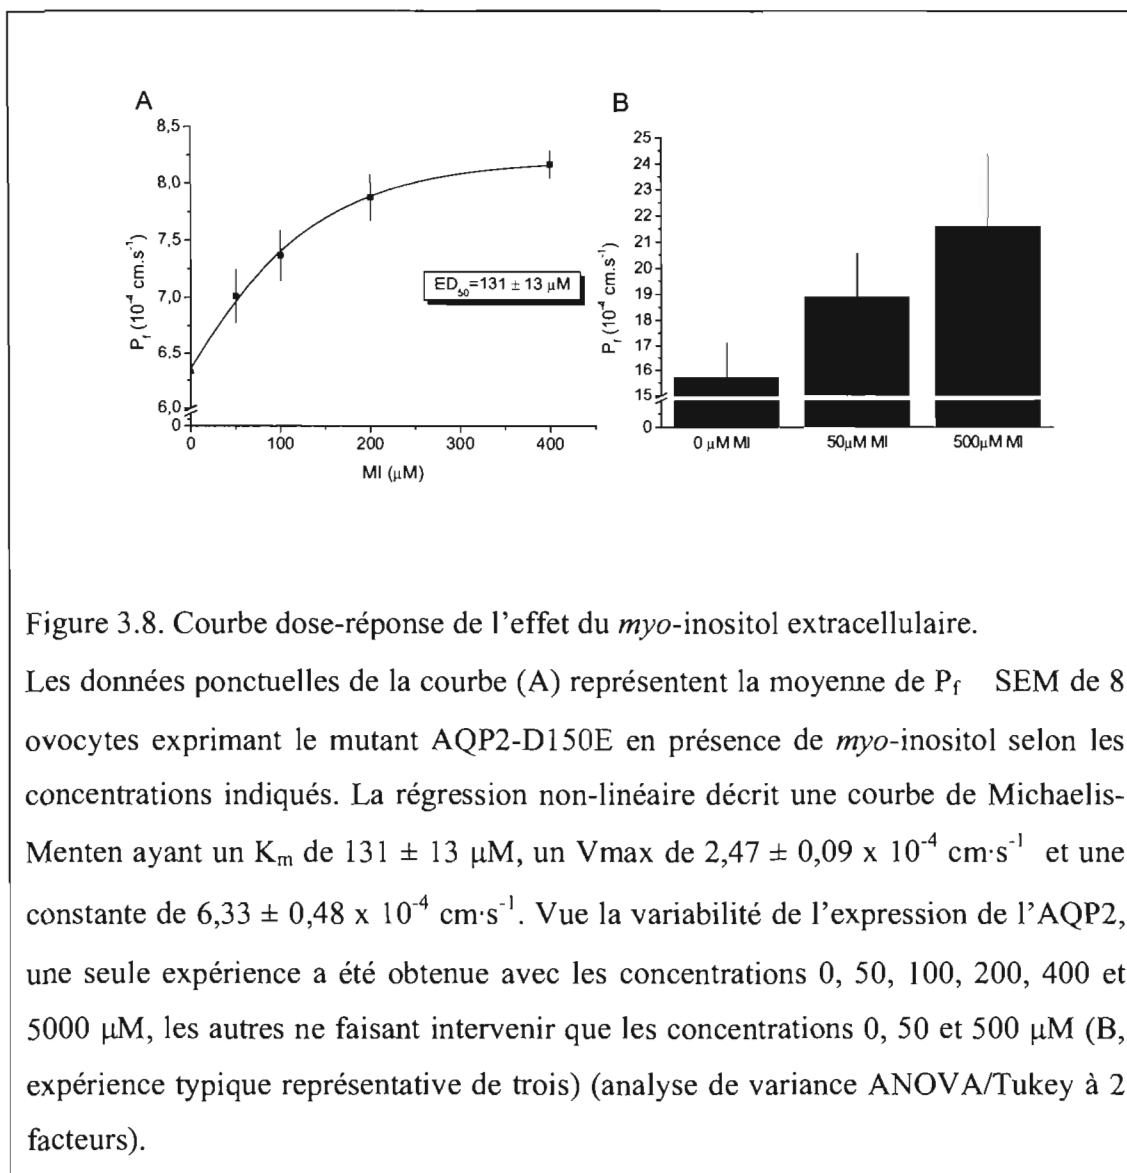 A
8,5
8,0
7,5
7,0
6,5
6,0
0
P_f (10^-4 cm.s^-1)
0 100 200 300 400
MI (μM)
ED_50=131 ± 13 μM
B
25
24
23
22
21
20
19
18
17
16
15
0
P_f (10^-4 cm.s^-1)
0 μM MI 50μM MI 500μM MI
Figure 3.8. Courbe dose-réponse de l'effet du myo-inositol extracellulaire.
Les données ponctuelles de la courbe (A) représentent la moyenne de P_f SEM de 8
ovocytes exprimant le mutant AQP2-D150E en présence de myo-inositol selon les
concentrations indiqués. La régression non-linéaire décrit une courbe de Michaelis-
Menten ayant un K_m de 131 ± 13 μM, un Vmax de 2,47 ± 0,09 x 10^-4 cm·s^-1 et une
constante de 6,33 ± 0,48 x 10^-4 cm·s^-1. Vue la variabilité de l'expression de l'AQP2,
une seule expérience a été obtenue avec les concentrations 0, 50, 100, 200, 400 et
5000 μM, les autres ne faisant intervenir que les concentrations 0, 50 et 500 μM (B,
expérience typique représentative de trois) (analyse de variance ANOVA/Tukey à 2
facteurs).